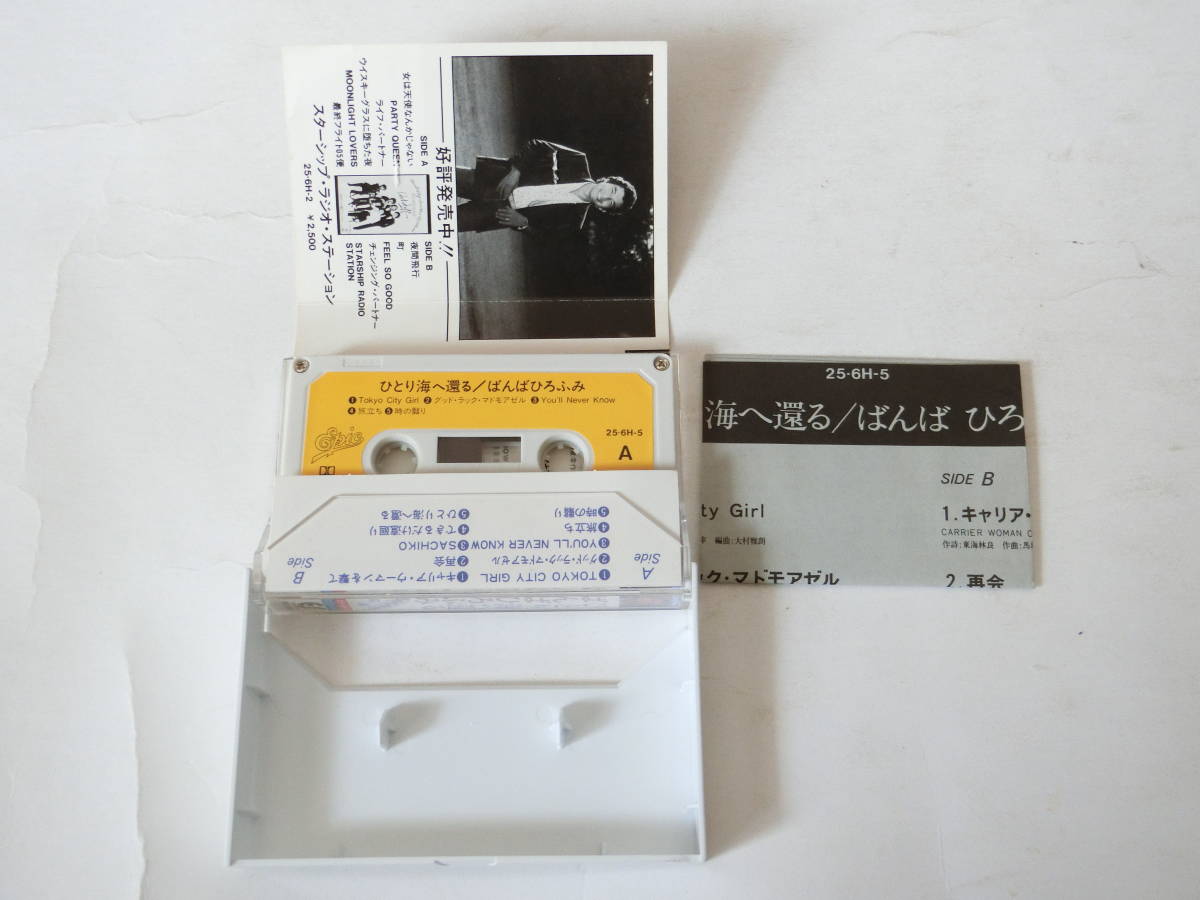 好評発売中!!
SIDE A
女は天使なんかじゃない
PARTY QUEEN
ライフ・パートナー
ウイスキーグラスに堕ちた夜
MOONLIGHT LOVERS
最終フライト05便
SIDE B
夜間飛行
町
FEEL SO GOOD
チェンジング・パートナー
STARSHIP RADIO
STATION
スターシップ・ラジオ・ステーション
25・6H-2 ¥2,500
ひとり海へ還る/ばんばひろふみ
❶Tokyo City Girl ❷グッド・ラック・マドモアゼル ❸You'll Never Know
❹旅立ち ❺時の翳り
Epic
25・6H-5
A
Side A
❶TOKYO CITY GIRL
❷グッド・ラック・マドモアゼル
❸YOU'LL NEVER KNOW
❹旅立ち
❺時の翳り
Side B
❶キャリア・ウーマンを撃て
❷再会
❸SACHIKO
❹できるだけ遠廻り
❺ひとり海へ還る
25・6H-5
海へ還る/ばんば ひろ
SIDE B
ty Girl
編曲:大村雅朗
ック・マドモアゼル
1.キャリア・
CARRIER WOMAN
作詩:東海林良 作曲:馬
2.再会